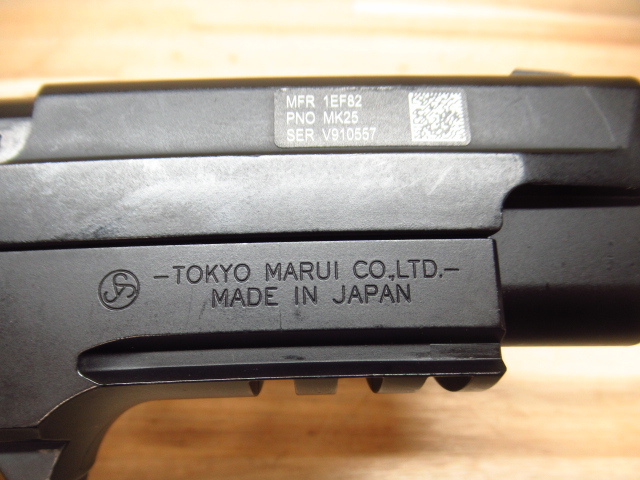 MFR 1EF82
PNO MK25
SER V910557
-TOKYO MARUI CO.,LTD.-
MADE IN JAPAN